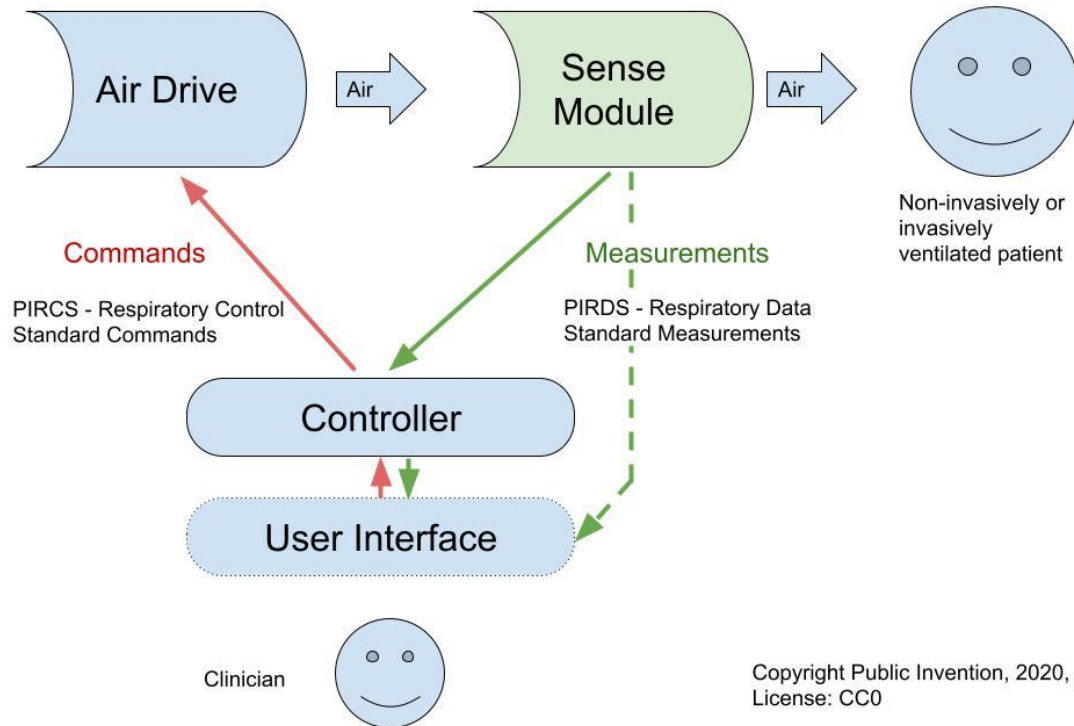 Air Drive
Air
Sense
Module
Air
Non-invasively or
invasively
ventilated patient
Commands
Measurements
PIRCS - Respiratory Control
Standard Commands
PIRDS - Respiratory Data
Standard Measurements
Controller
User Interface
Clinician
Copyright Public Invention, 2020,
License: CC0